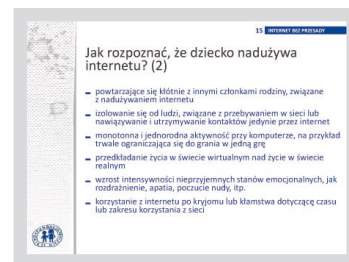 15 INTERNET BEZ PRZESADY
Jak rozpoznać, że dziecko nadużywa
internetu? (2)
powtarzające się kłótnie z innymi członkami rodziny, związane
z nadużywaniem internetu
izolowanie się od ludzi, związane z przebywaniem w sieci lub
nawiązywanie i utrzymywanie kontaktów jedynie przez internet
monotonna i jednorodna aktywność przy komputerze, na przykład
trwale ograniczająca się do grania w jedną grę
przedkładanie życia w świecie wirtualnym nad życie w świecie
realnym
wzrost intensywności nieprzyjemnych stanów emocjonalnych, jak
rozdrażnienie, apatia, poczucie nudy, itp.
korzystanie z internetu po kryjomu lub kłamstwa dotyczącę czasu
lub zakresu korzystania z sieci